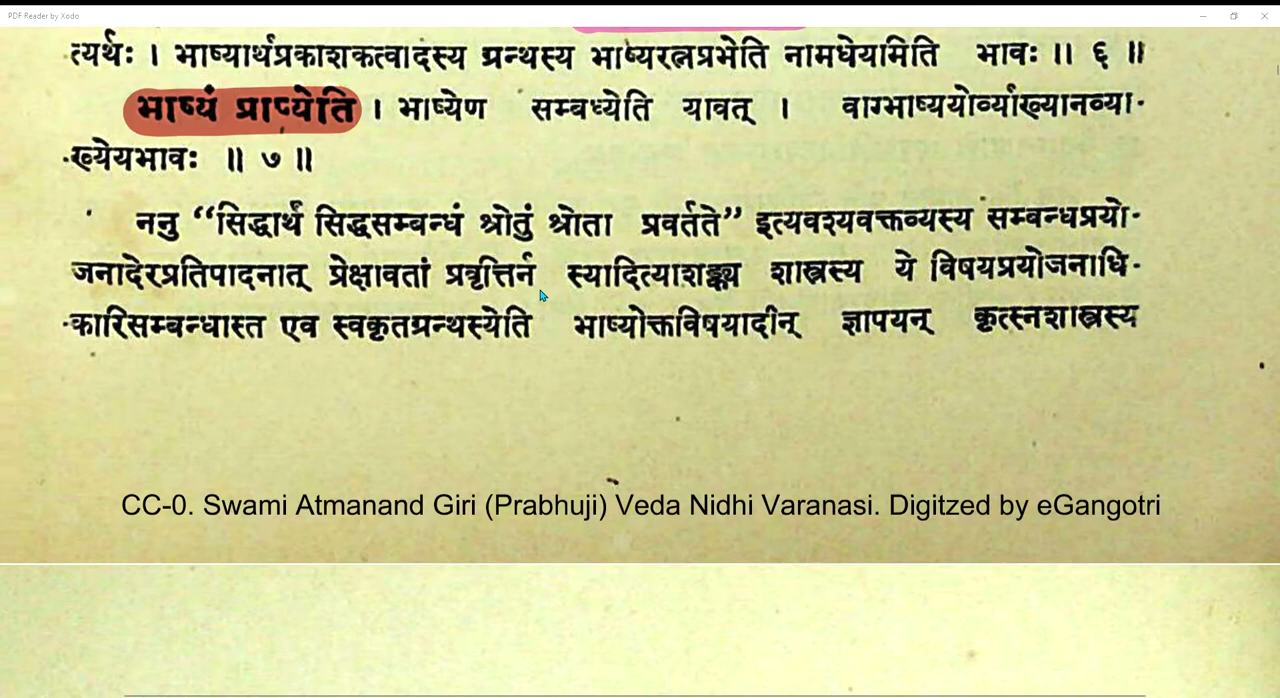 PDF Reader by Xodo
त्यर्थः । भाष्यार्थप्रकाशकत्वादस्य ग्रन्थस्य भाष्यरत्नप्रभेति नामधेयमिति भावः ॥ ६ ॥
भाष्यं प्राप्येति । भाष्येण सम्बध्येति यावत् । वाग्भाष्ययोर्व्याख्यानव्या-
-ख्येयभावः ॥ ७ ॥
ननु “सिद्धार्थं सिद्धसम्बन्धं श्रोतुं श्रोता प्रवर्तते” इत्यवश्यवक्तव्यस्य सम्बन्धप्रयो-
जनादेरप्रतिपादनात् प्रेक्षावतां प्रवृत्तिर्न स्यादित्याशङ्क्य शास्त्रस्य ये विषयप्रयोजनाधि-
-कारिसम्बन्धास्त एव स्वकृतग्रन्थस्येति भाष्योक्तविषयादीन् ज्ञापयन् कृत्स्नशास्त्रस्य
CC-0. Swami Atmanand Giri (Prabhuji) Veda Nidhi Varanasi. Digitzed by eGangotri